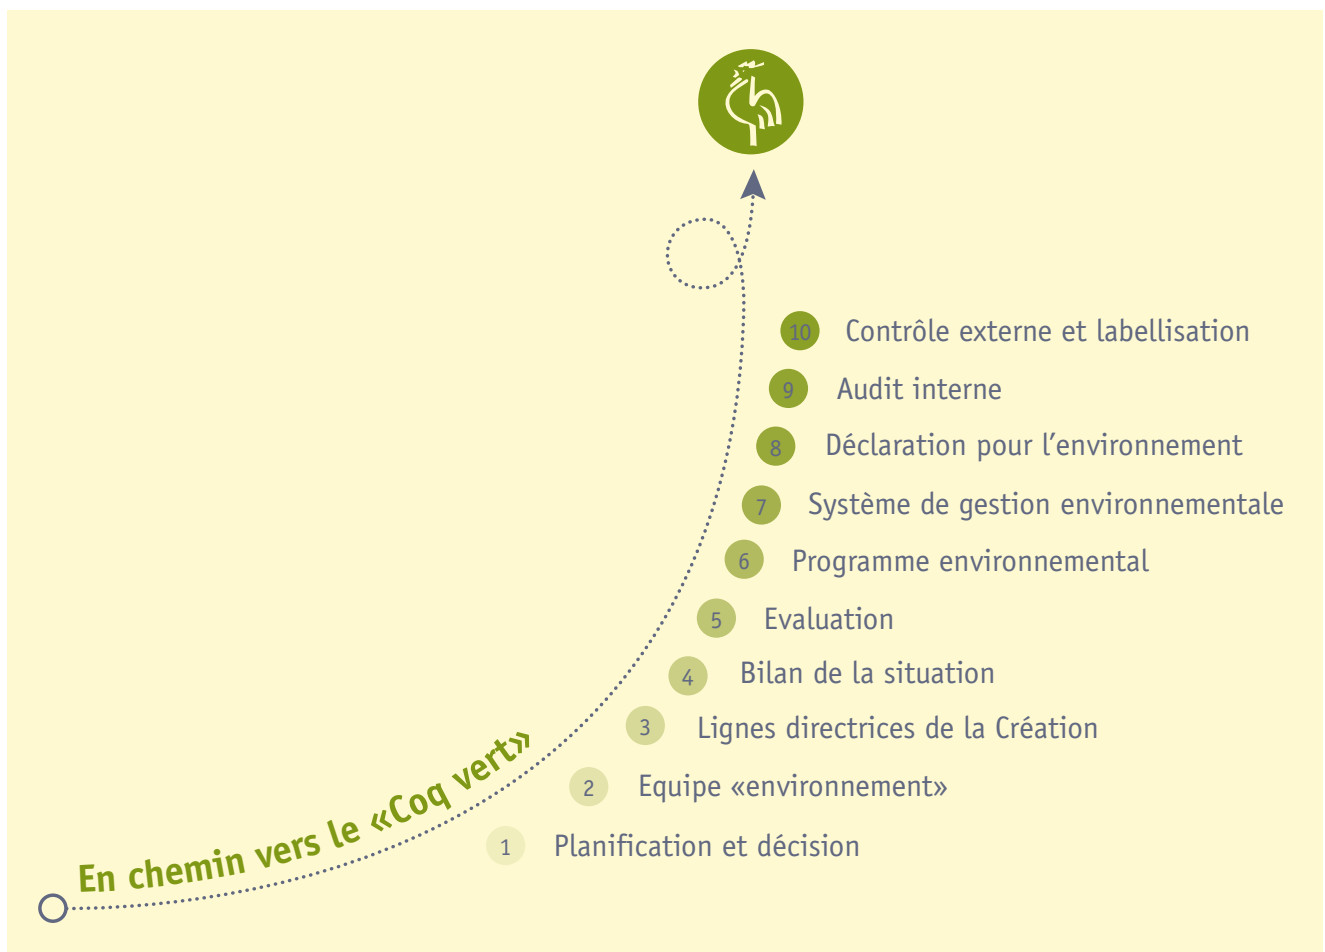 10 Contrôle externe et labellisation
9 Audit interne
8 Déclaration pour l'environnement
7 Système de gestion environnementale
6 Programme environnemental
5 Evaluation
4 Bilan de la situation
3 Lignes directrices de la Création
2 Equipe «environnement»
1 Planification et décision
En chemin vers le «Coq vert»